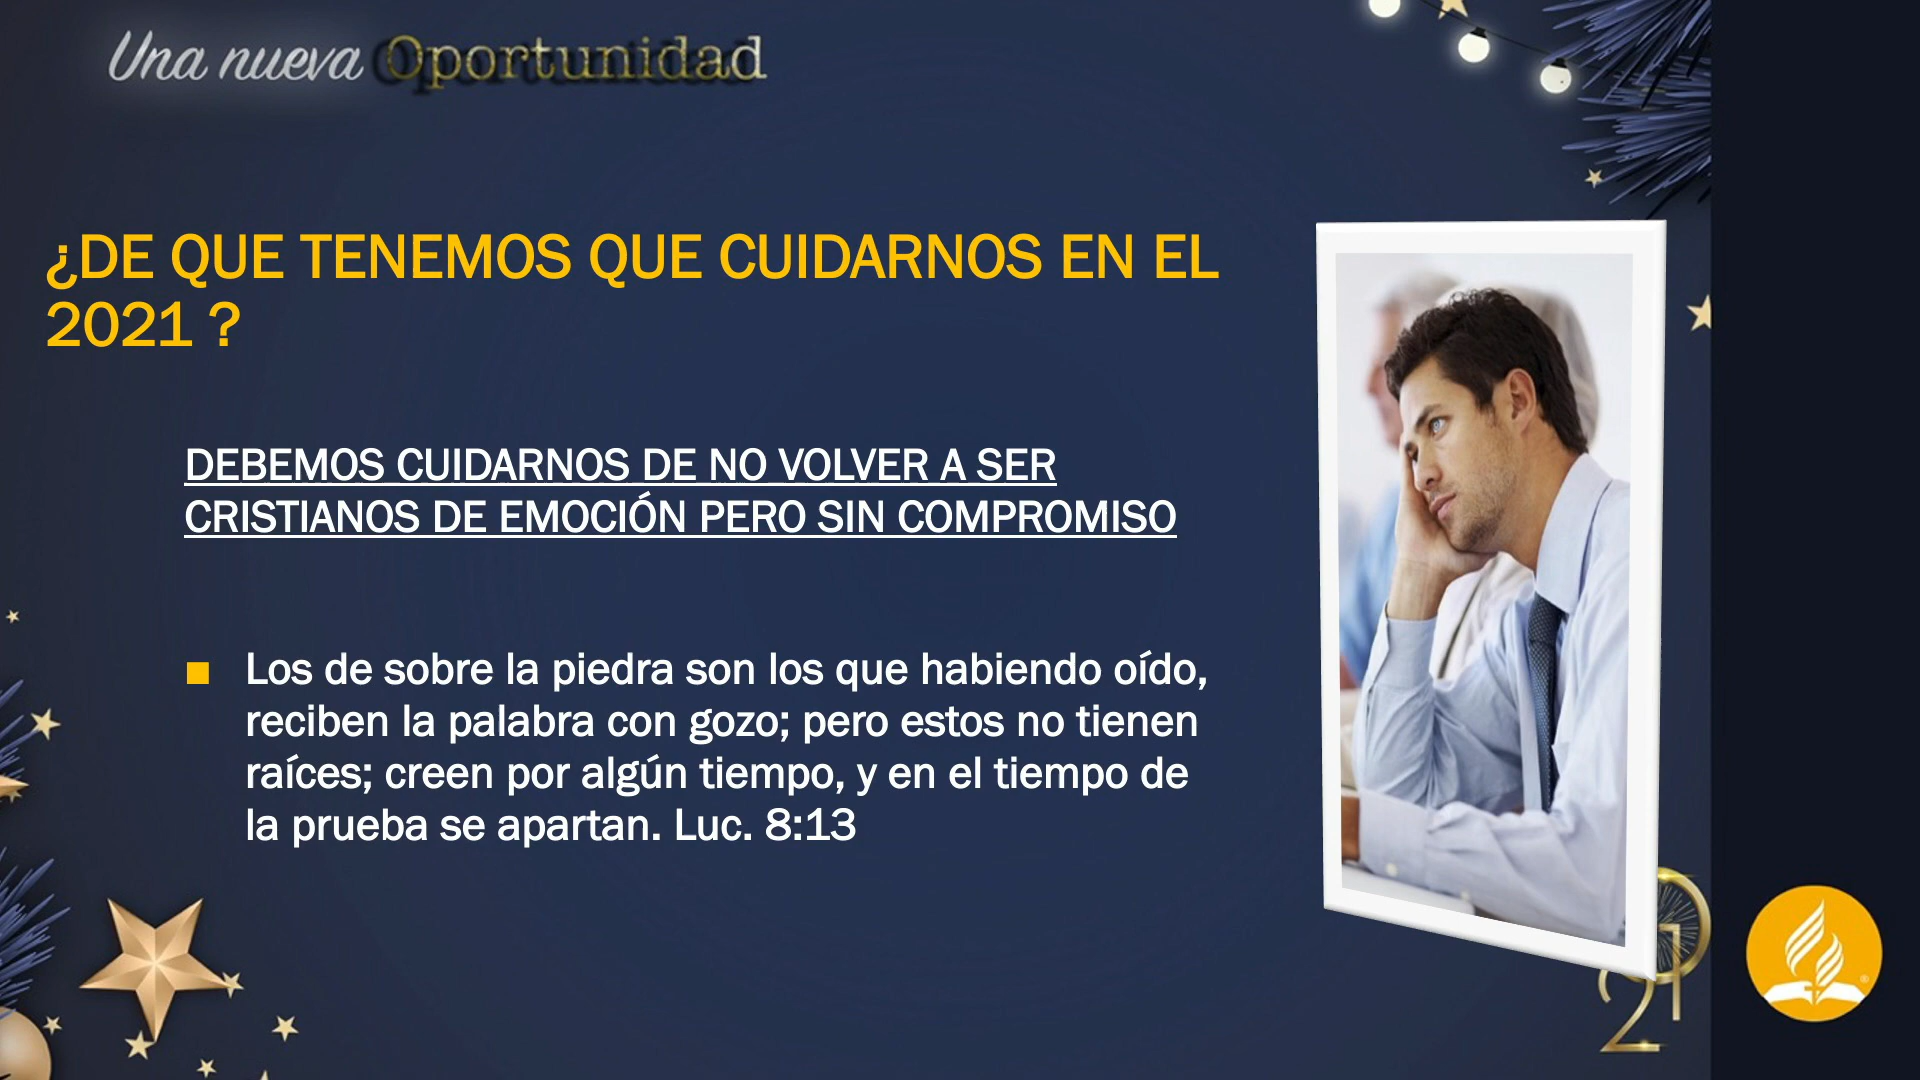 Una nueva Oportunidad
¿DE QUE TENEMOS QUE CUIDARNOS EN EL
2021 ?
DEBEMOS CUIDARNOS DE NO VOLVER A SER
CRISTIANOS DE EMOCIÓN PERO SIN COMPROMISO
■ Los de sobre la piedra son los que habiendo oído,
reciben la palabra con gozo; pero estos no tienen
raíces; creen por algún tiempo, y en el tiempo de
la prueba se apartan. Luc. 8:13
21
®